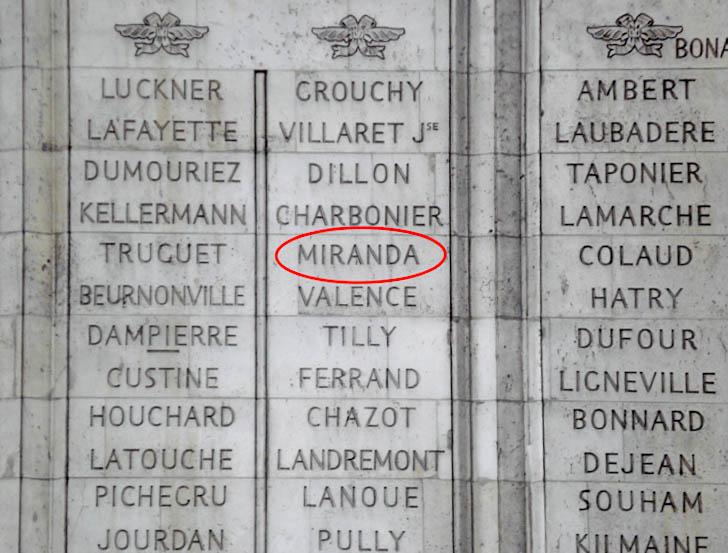 LUCKNER
LAFAYETTE
DUMOURIEZ
KELLERMANN
TRUGUET
BEURNONVILLE
DAMPIERRE
CUSTINE
HOUCHARD
LATOUCHE
PICHEGRU
JOURDAN
GROUCHY
VILLARET JSE
DILLON
CHARBONIER
MIRANDA
VALENCE
TILLY
FERRAND
CHAZOT
LANDREMONT
LANOUE
PULLY
BONA
AMBERT
LAUBADERE
TAPONIER
LAMARCHE
COLAUD
HATRY
DUFOUR
LIGNEVILLE
BONNARD
DEJEAN
SOUHAM
KILMAINE